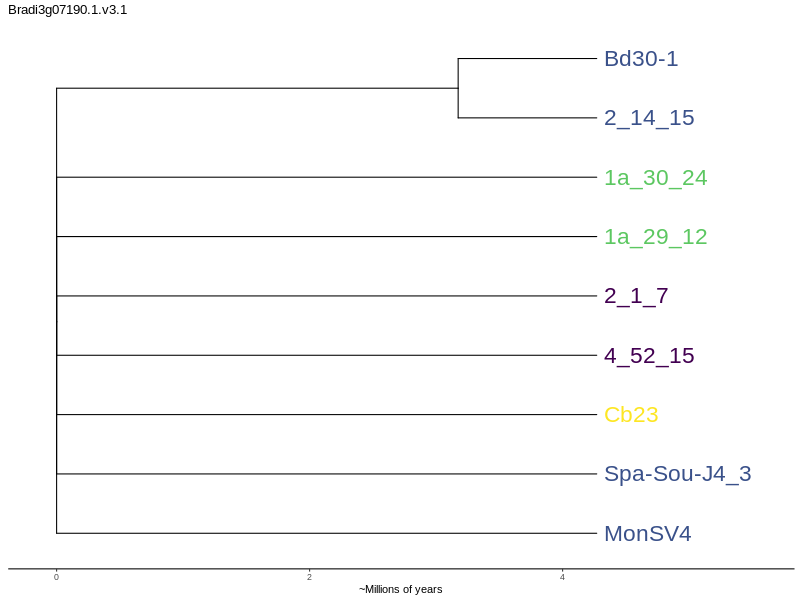 Bradi3g07190.1.v3.1
Bd30-1
2_14_15
1a_30_24
1a_29_12
2_1_7
4_52_15
Cb23
Spa-Sou-J4_3
MonSV4
0 2 4
~Millions of years